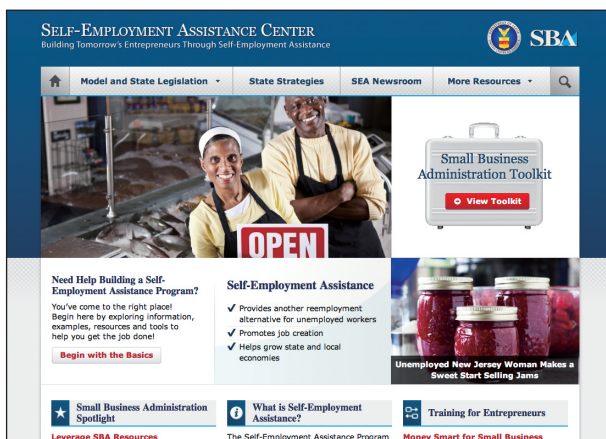 SELF-EMPLOYMENT ASSISTANCE CENTER
Building Tomorrow's Entrepreneurs Through Self-Employment Assistance
SBA
Model and State Legislation
State Strategies
SEA Newsroom
More Resources
OPEN
Small Business
Administration Toolkit
View Toolkit
Need Help Building a Self-
Employment Assistance Program?
You've come to the right place!
Begin here by exploring information,
examples, resources and tools to
help you get the job done!
Begin with the Basics
Self-Employment Assistance
Provides another reemployment
alternative for unemployed workers
Promotes job creation
Helps grow state and local
economies
Unemployed New Jersey Woman Makes a
Sweet Start Selling Jams
Small Business Administration
Spotlight
Leverage SBA Resources
What is Self-Employment
Assistance?
The Self-Employment Assistance Program
Training for Entrepreneurs
Money Smart for Small Business